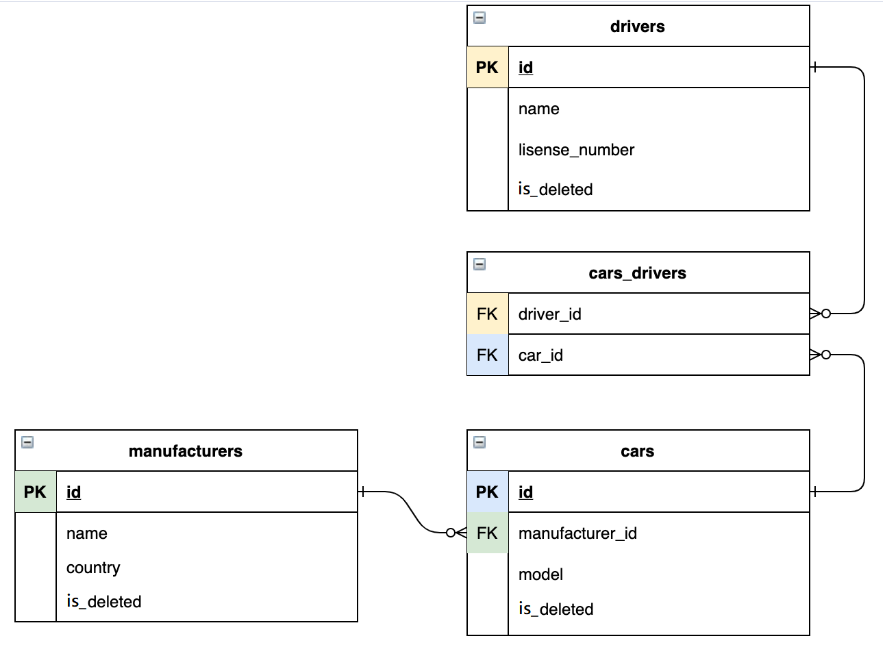 drivers
PK id
name
lisense_number
is_deleted
cars_drivers
FK driver_id
FK car_id
manufacturers
PK id
name
country
is_deleted
cars
PK id
FK manufacturer_id
model
is_deleted